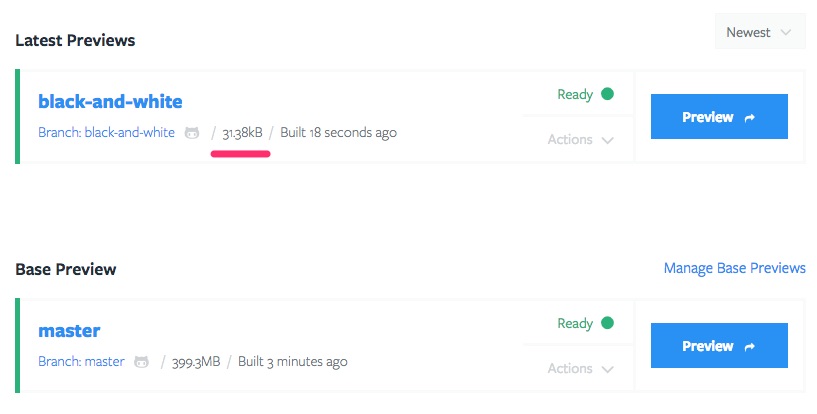 Newest
Latest Previews
black-and-white
Ready
Branch: black-and-white / 31.38kB / Built 18 seconds ago
Preview
Actions
Base Preview
Manage Base Previews
master
Ready
Branch: master / 399.3MB / Built 3 minutes ago
Preview
Actions